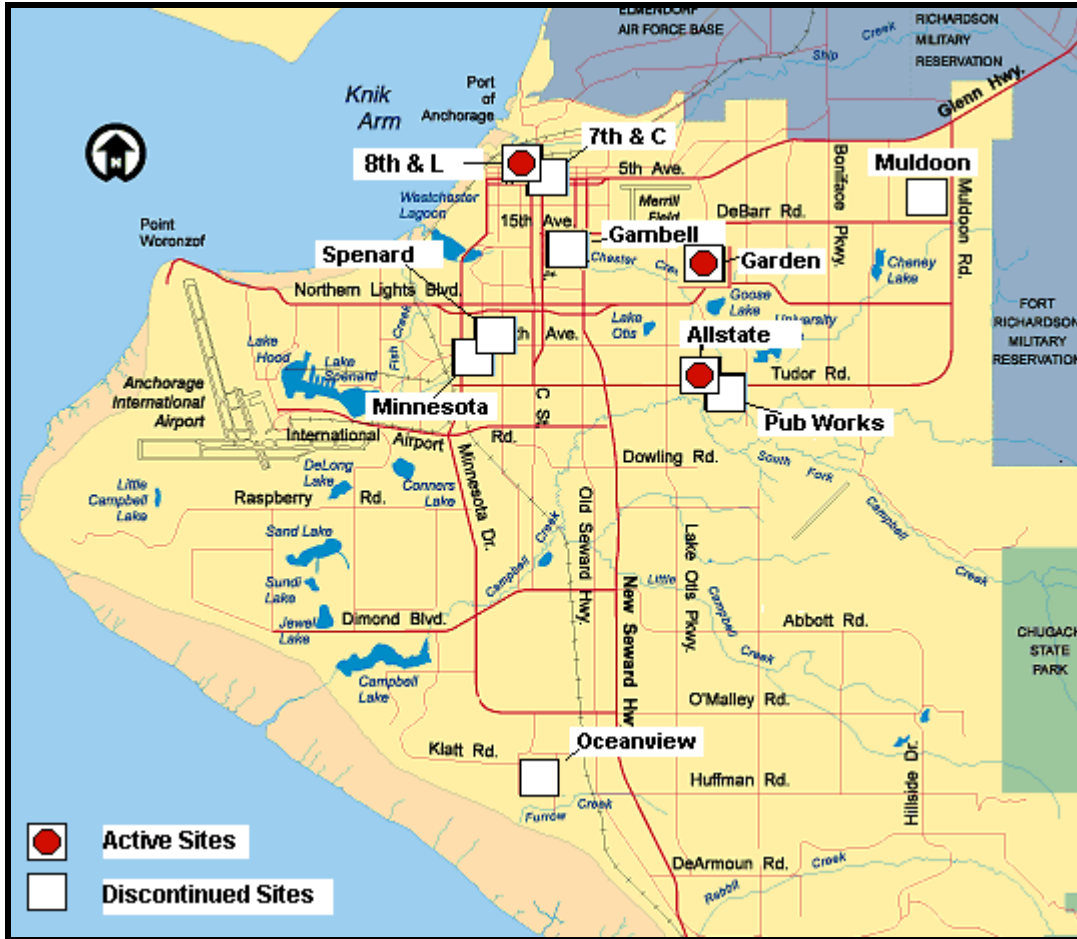 ELMENDORF
AIR FORCE BASE
RICHARDSON
MILITARY
RESERVATION
Ship
Creek
Glenn Hwy.
Port
of
Anchorage
Knik
Arm
N
7th & C
8th & L
5th Ave.
Muldoon
Boniface Pkwy.
Muldoon Rd.
Westchester
Lagoon
15th Ave.
Merrill
Field
DeBarr Rd.
Point
Woronzof
Gambell
Spenard
Chester
Garden
Cheney
Lake
Northern Lights Blvd.
Goose
Lake
FORT
RICHARDSON
MILITARY
RESERVATION
Lake
Otis
University
Fish Creek
th Ave.
Allstate
Lake
Hood
Lake
Spenard
Tudor Rd.
Anchorage
International
Airport
Minnesota
C St.
Pub Works
International Airport Rd.
Dowling Rd.
South Fork Campbell Creek
DeLong
Lake
Conners
Lake
Minnesota Dr.
Little
Campbell
Lake
Raspberry Rd.
Old Seward Hwy.
Sand Lake
Campbell Creek
Lake Otis Pkwy.
Sundi
Lake
Little Campbell Creek
New Seward Hw
Jewel
Lake
Dimond Blvd.
Abbott Rd.
CHUGACH
STATE
PARK
Campbell
Lake
O'Malley Rd.
Oceanview
Klatt Rd.
Hillside Dr.
Huffman Rd.
Furrow Creek
Active Sites
DeArmoun Rd.
Rabbit Creek
Discontinued Sites